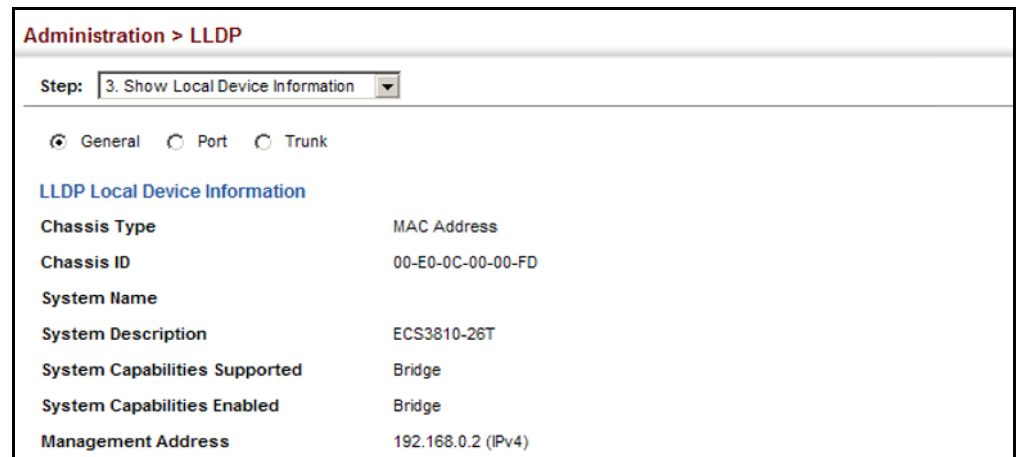 Administration > LLDP
Step: 3. Show Local Device Information
General Port Trunk
LLDP Local Device Information
Chassis Type MAC Address
Chassis ID 00-E0-0C-00-00-FD
System Name
System Description ECS3810-26T
System Capabilities Supported Bridge
System Capabilities Enabled Bridge
Management Address 192.168.0.2 (IPv4)